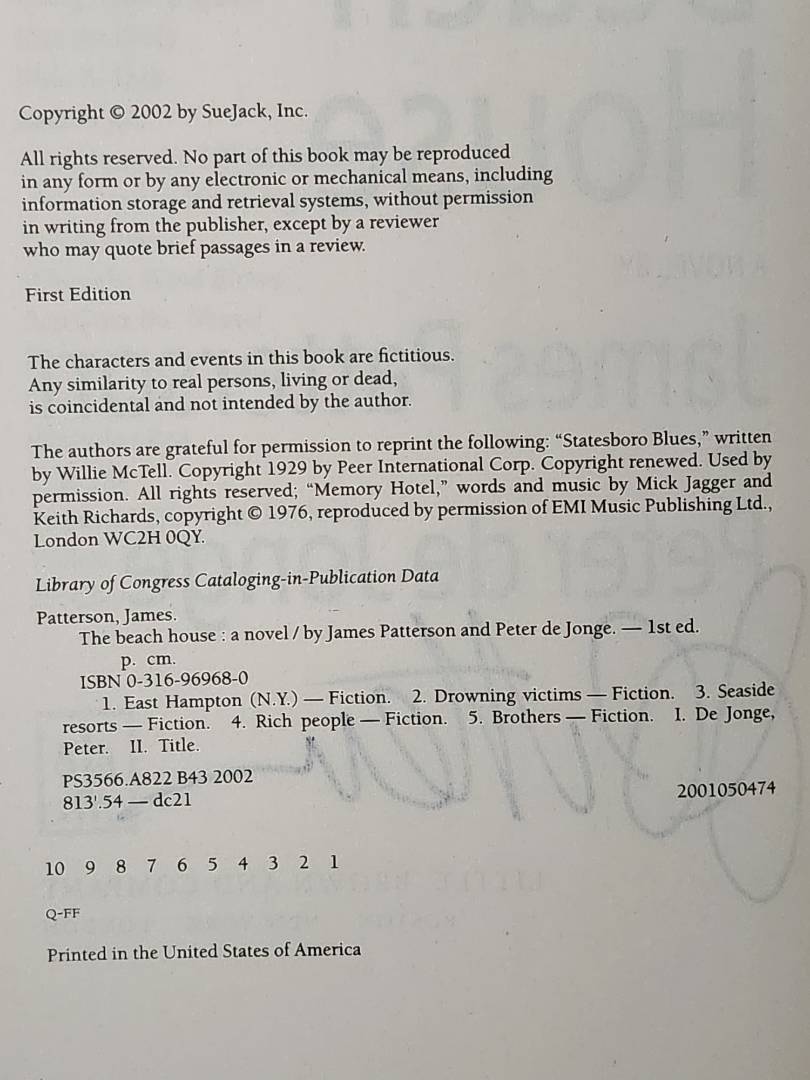 Copyright © 2002 by SueJack, Inc.
All rights reserved. No part of this book may be reproduced
in any form or by any electronic or mechanical means, including
information storage and retrieval systems, without permission
in writing from the publisher, except by a reviewer
who may quote brief passages in a review.
First Edition
The characters and events in this book are fictitious.
Any similarity to real persons, living or dead,
is coincidental and not intended by the author.
The authors are grateful for permission to reprint the following: “Statesboro Blues,” written
by Willie McTell. Copyright 1929 by Peer International Corp. Copyright renewed. Used by
permission. All rights reserved; “Memory Hotel,” words and music by Mick Jagger and
Keith Richards, copyright © 1976, reproduced by permission of EMI Music Publishing Ltd.,
London WC2H 0QY.
Library of Congress Cataloging-in-Publication Data
Patterson, James.
The beach house : a novel / by James Patterson and Peter de Jonge. — 1st ed.
p. cm.
ISBN 0-316-96968-0
1. East Hampton (N.Y.) — Fiction. 2. Drowning victims — Fiction. 3. Seaside
resorts — Fiction. 4. Rich people — Fiction. 5. Brothers — Fiction. I. De Jonge,
Peter. II. Title.
PS3566.A822 B43 2002
813'.54 — dc21
2001050474
10 9 8 7 6 5 4 3 2 1
Q-FF
Printed in the United States of America